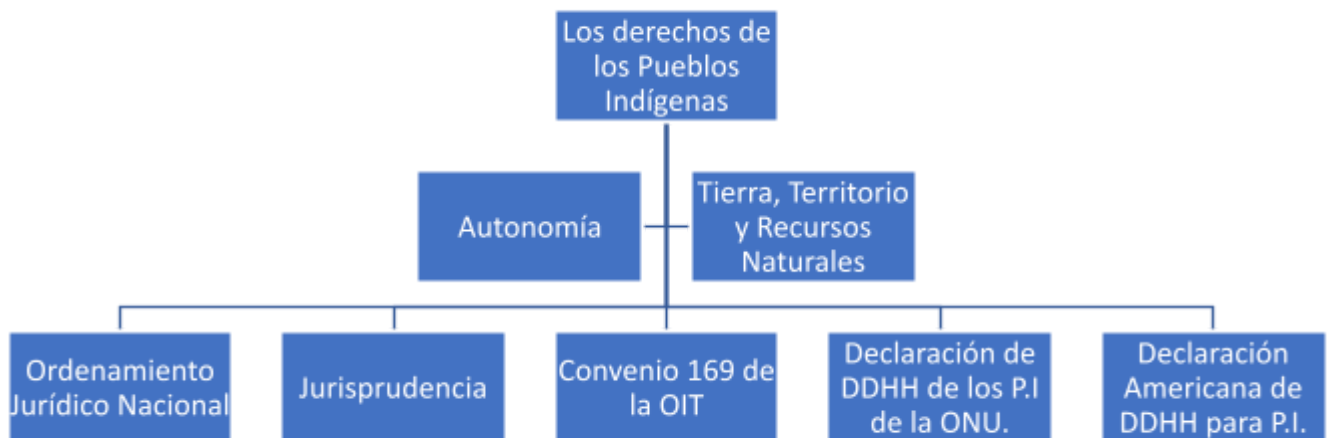 Los derechos de
los Pueblos
Indígenas
Autonomía
Tierra, Territorio
y Recursos
Naturales
Ordenamiento
Jurídico Nacional
Jurisprudencia
Convenio 169 de
la OIT
Declaración de
DDHH de los P.I
de la ONU.
Declaración
Americana de
DDHH para P.I.